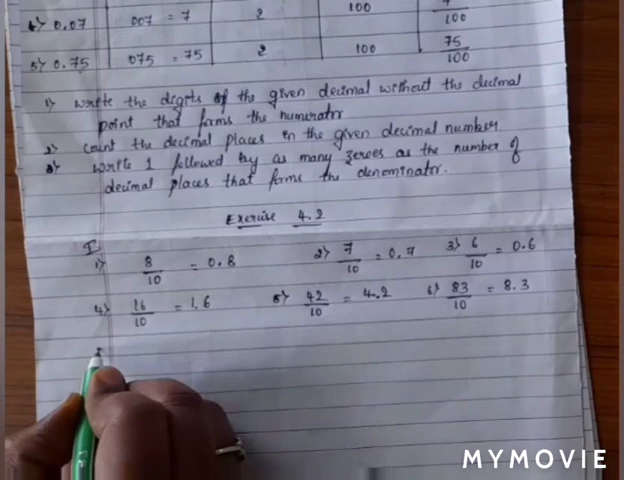 4) 0.07 007 = 7 2 100 7/100
5) 0.75 075 = 75 2 100 75/100
1) write the digits of the given decimal without the decimal
point that forms the numerator
2) count the decimal places in the given decimal number
3) write 1 followed by as many zeroes as the number of
decimal places that forms the denominator.
Exercise 4.2
I
1) 8/10 = 0.8 2) 7/10 = 0.7 3) 6/10 = 0.6
4) 16/10 = 1.6 5) 42/10 = 4.2 6) 83/10 = 8.3
MYMOVIE